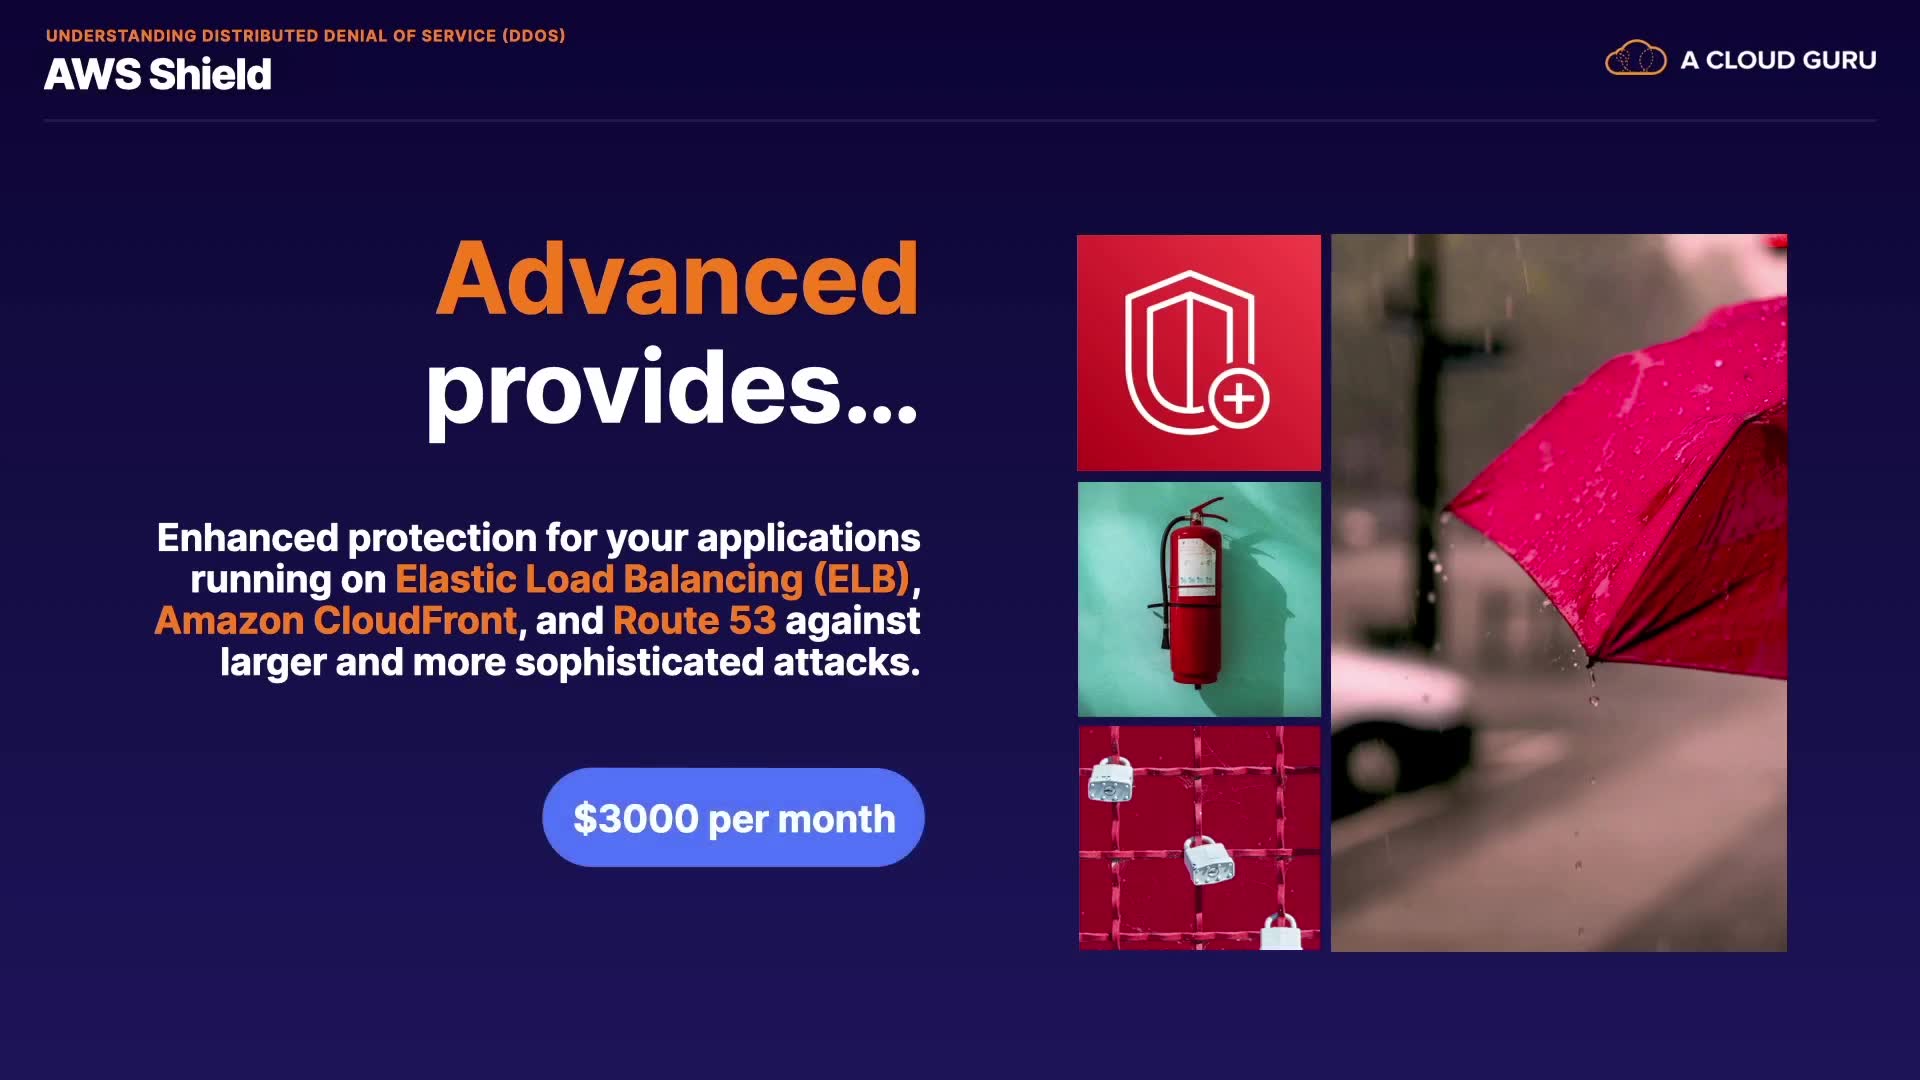 UNDERSTANDING DISTRIBUTED DENIAL OF SERVICE (DDOS)
AWS Shield
A CLOUD GURU
Advanced
provides...
Enhanced protection for your applications
running on Elastic Load Balancing (ELB),
Amazon CloudFront, and Route 53 against
larger and more sophisticated attacks.
$3000 per month